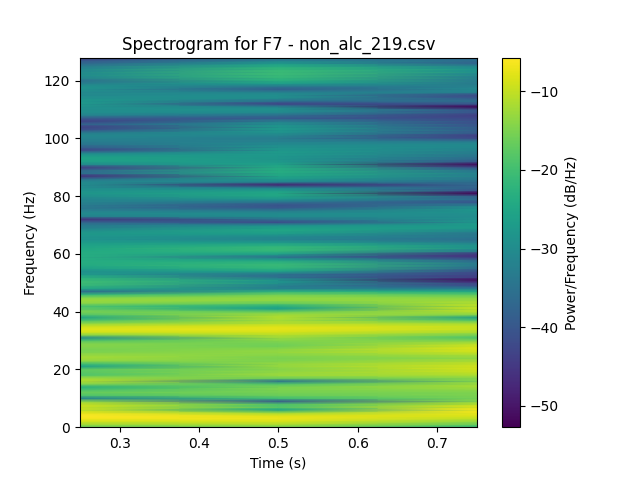 Spectrogram for F7 - non_alc_219.csv
120
100
80
60
40
20
0
Frequency (Hz)
0.3 0.4 0.5 0.6 0.7
Time (s)
−10
−20
−30
−40
−50
Power/Frequency (dB/Hz)